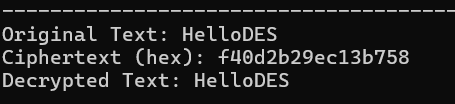 ------------------------------------
Original Text: HelloDES
Ciphertext (hex): f40d2b29ec13b758
Decrypted Text: HelloDES